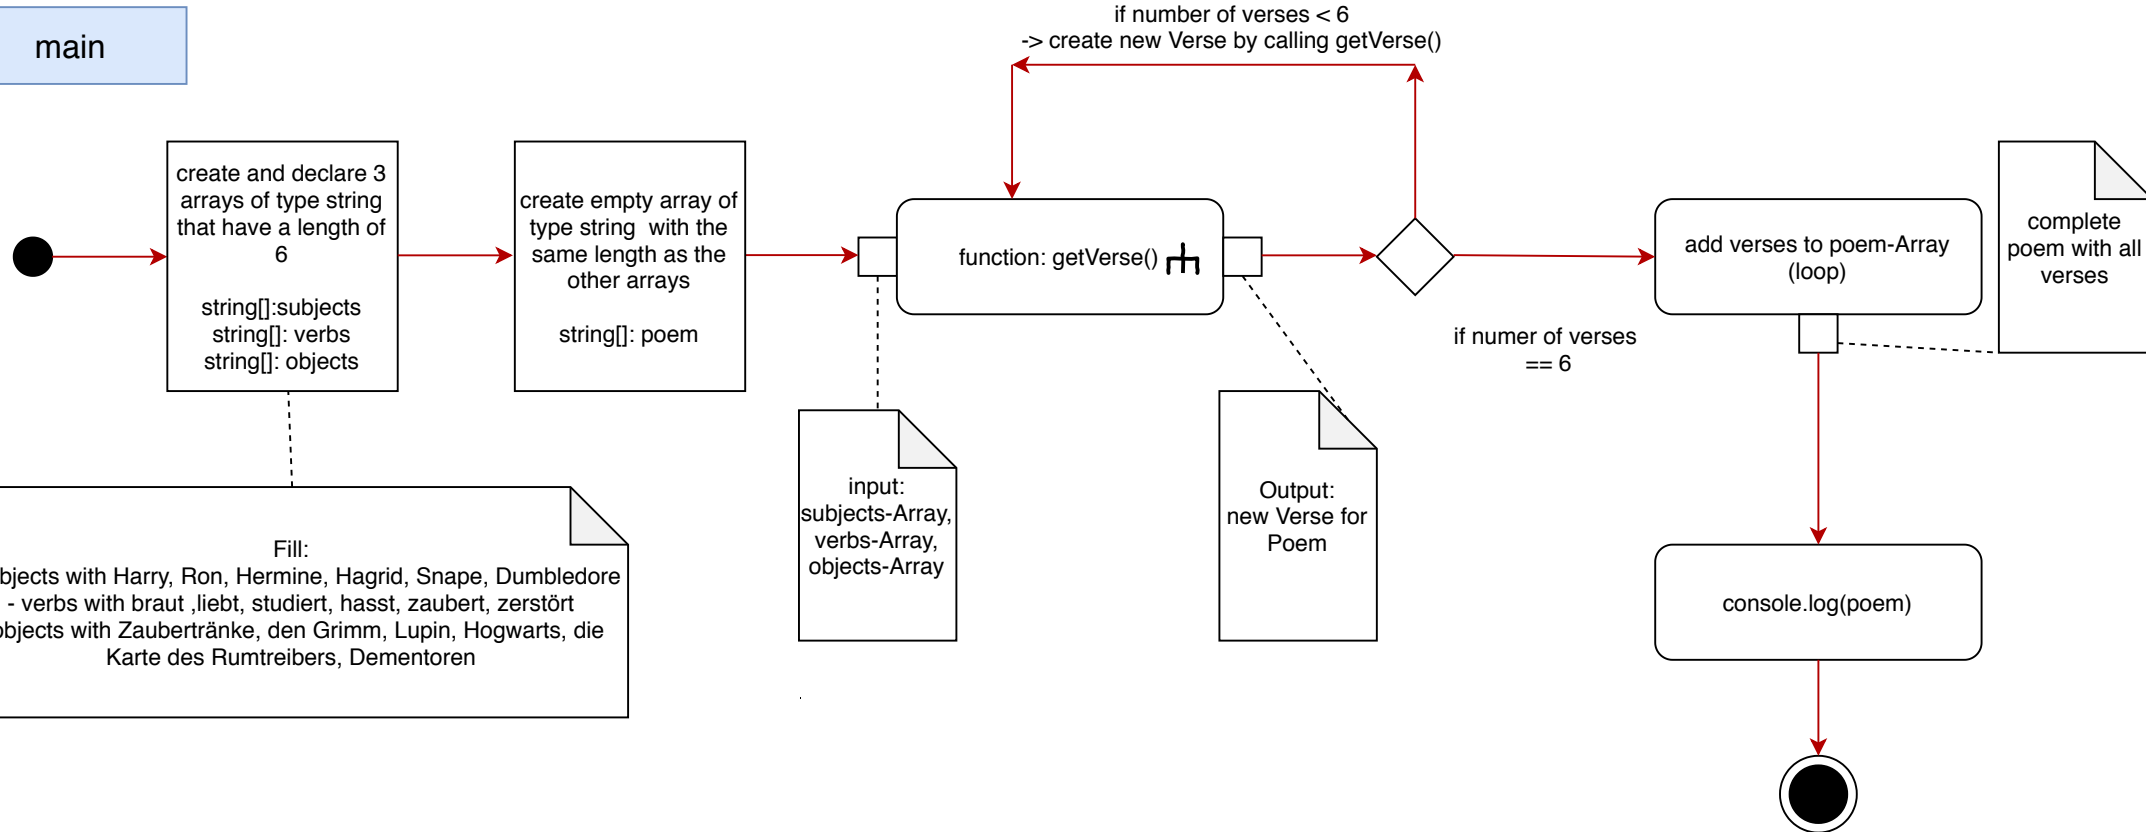 main
if number of verses < 6
-> create new Verse by calling getVerse()
create and declare 3
arrays of type string
that have a length of
6
string[]:subjects
string[]: verbs
string[]: objects
create empty array of
type string  with the
same length as the
other arrays
string[]: poem
function: getVerse()
if numer of verses
== 6
add verses to poem-Array
(loop)
complete
poem with all
verses
Fill:
bjects with Harry, Ron, Hermine, Hagrid, Snape, Dumbledore
- verbs with braut ,liebt, studiert, hasst, zaubert, zerstört
objects with Zaubertränke, den Grimm, Lupin, Hogwarts, die
Karte des Rumtreibers, Dementoren
input:
subjects-Array,
verbs-Array,
objects-Array
Output:
new Verse for
Poem
console.log(poem)